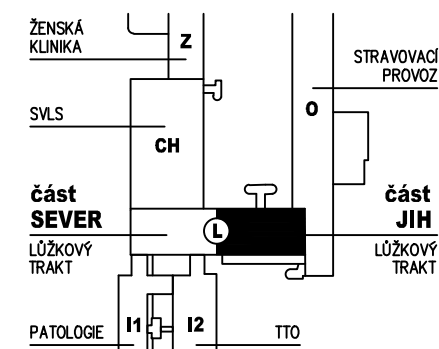 ŽENSKÁ
KLINIKA
Z
STRAVOVACÍ
PROVOZ
SVLS
O
CH
část
SEVER
LŮŽKOVÝ
TRAKT
L
část
JIH
LŮŽKOVÝ
TRAKT
PATOLOGIE
I1
I2
TTO